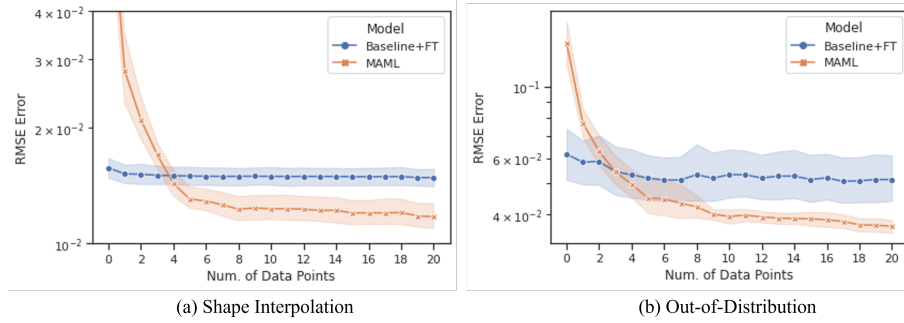 4 × 10⁻²
3 × 10⁻²
2 × 10⁻²
10⁻²
RMSE Error
Model
Baseline+FT
MAML
0 2 4 6 8 10 12 14 16 18 20
Num. of Data Points
(a) Shape Interpolation
10⁻¹
6 × 10⁻²
4 × 10⁻²
RMSE Error
Model
Baseline+FT
MAML
0 2 4 6 8 10 12 14 16 18 20
Num. of Data Points
(b) Out-of-Distribution